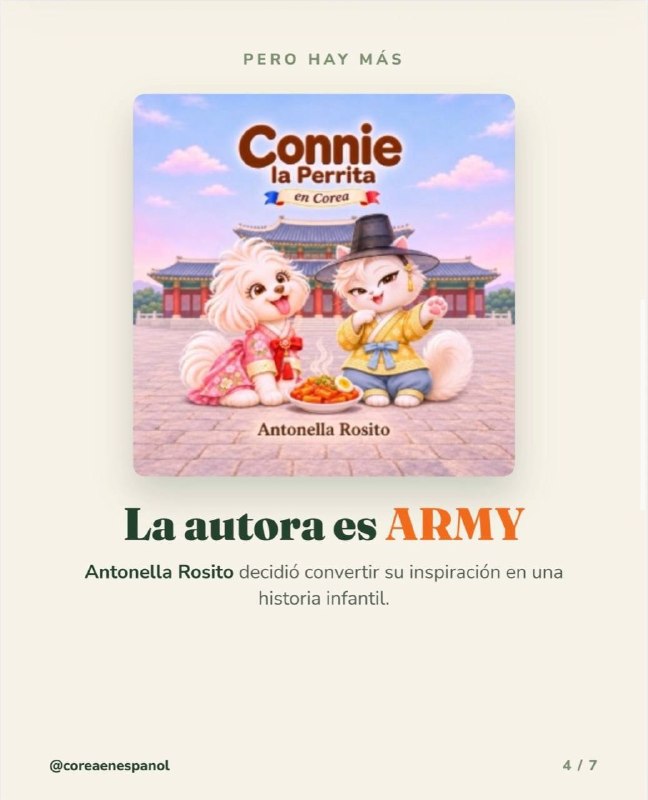 PERO HAY MÁS
Connie
la Perrita
en Corea
Antonella Rosito
La autora es ARMY
Antonella Rosito decidió convertir su inspiración en una
historia infantil.
@coreaenespanol
4 / 7